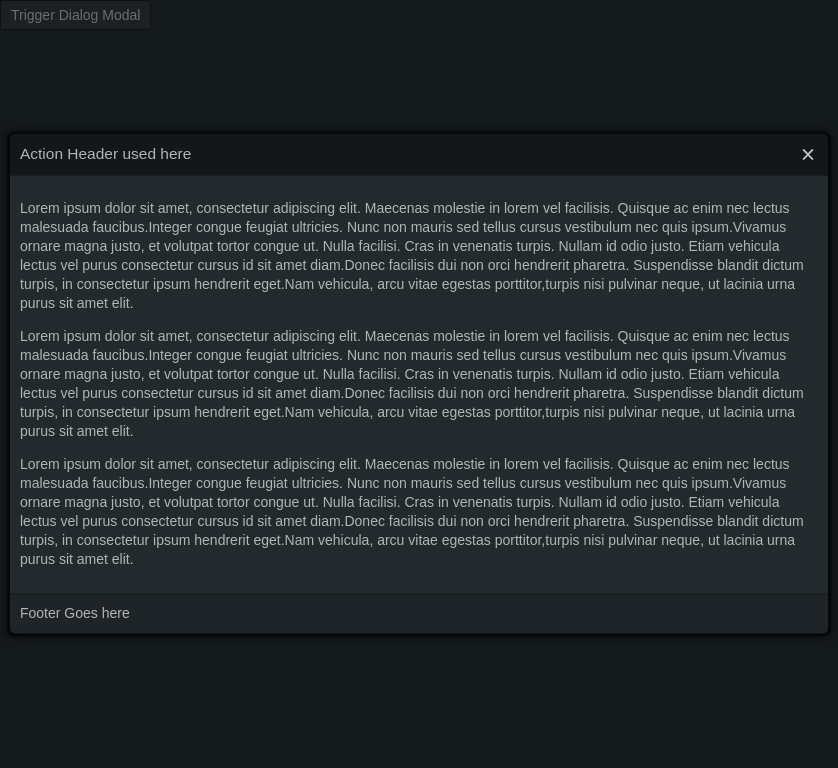 Trigger Dialog Modal
Action Header used here
✕
Lorem ipsum dolor sit amet, consectetur adipiscing elit. Maecenas molestie in lorem vel facilisis. Quisque ac enim nec lectus
malesuada faucibus.Integer congue feugiat ultricies. Nunc non mauris sed tellus cursus vestibulum nec quis ipsum.Vivamus
ornare magna justo, et volutpat tortor congue ut. Nulla facilisi. Cras in venenatis turpis. Nullam id odio justo. Etiam vehicula
lectus vel purus consectetur cursus id sit amet diam.Donec facilisis dui non orci hendrerit pharetra. Suspendisse blandit dictum
turpis, in consectetur ipsum hendrerit eget.Nam vehicula, arcu vitae egestas porttitor,turpis nisi pulvinar neque, ut lacinia urna
purus sit amet elit.
Lorem ipsum dolor sit amet, consectetur adipiscing elit. Maecenas molestie in lorem vel facilisis. Quisque ac enim nec lectus
malesuada faucibus.Integer congue feugiat ultricies. Nunc non mauris sed tellus cursus vestibulum nec quis ipsum.Vivamus
ornare magna justo, et volutpat tortor congue ut. Nulla facilisi. Cras in venenatis turpis. Nullam id odio justo. Etiam vehicula
lectus vel purus consectetur cursus id sit amet diam.Donec facilisis dui non orci hendrerit pharetra. Suspendisse blandit dictum
turpis, in consectetur ipsum hendrerit eget.Nam vehicula, arcu vitae egestas porttitor,turpis nisi pulvinar neque, ut lacinia urna
purus sit amet elit.
Lorem ipsum dolor sit amet, consectetur adipiscing elit. Maecenas molestie in lorem vel facilisis. Quisque ac enim nec lectus
malesuada faucibus.Integer congue feugiat ultricies. Nunc non mauris sed tellus cursus vestibulum nec quis ipsum.Vivamus
ornare magna justo, et volutpat tortor congue ut. Nulla facilisi. Cras in venenatis turpis. Nullam id odio justo. Etiam vehicula
lectus vel purus consectetur cursus id sit amet diam.Donec facilisis dui non orci hendrerit pharetra. Suspendisse blandit dictum
turpis, in consectetur ipsum hendrerit eget.Nam vehicula, arcu vitae egestas porttitor,turpis nisi pulvinar neque, ut lacinia urna
purus sit amet elit.
Footer Goes here